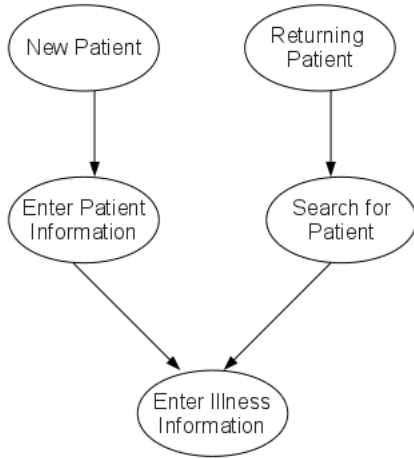 New Patient
Returning
Patient
Enter Patient
Information
Search for
Patient
Enter Illness
Information